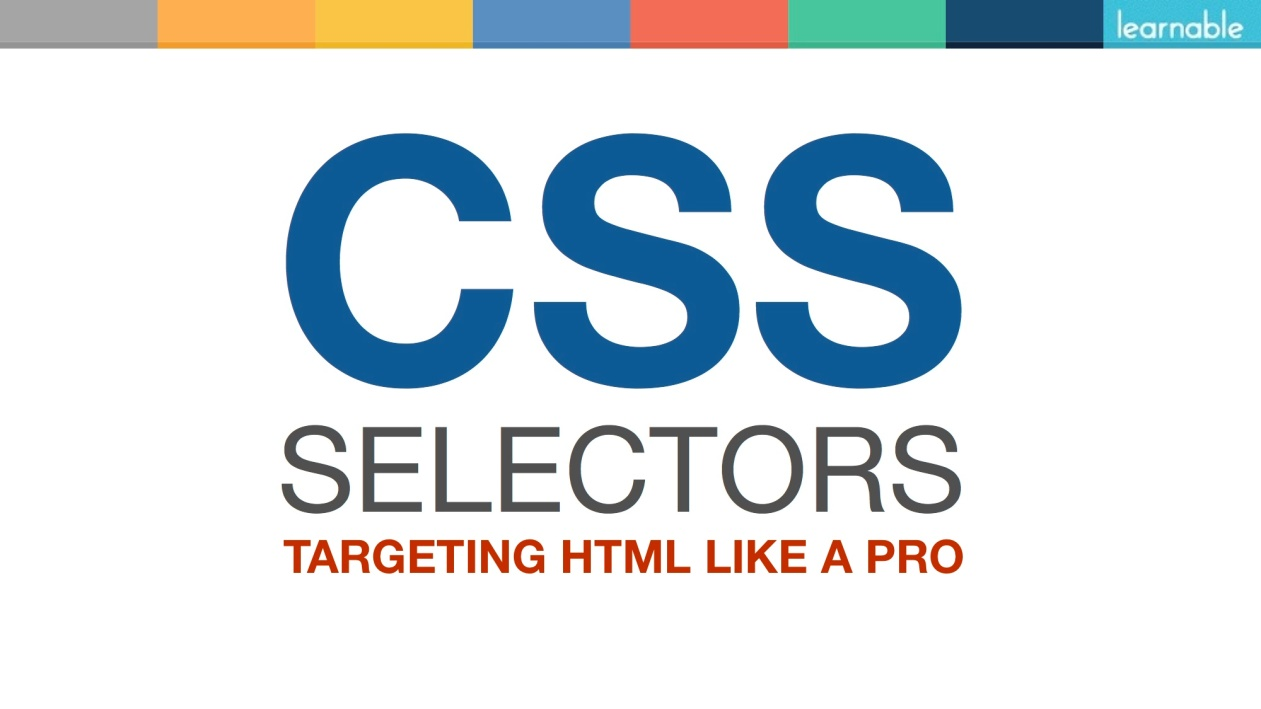 learnable
CSS
SELECTORS
TARGETING HTML LIKE A PRO